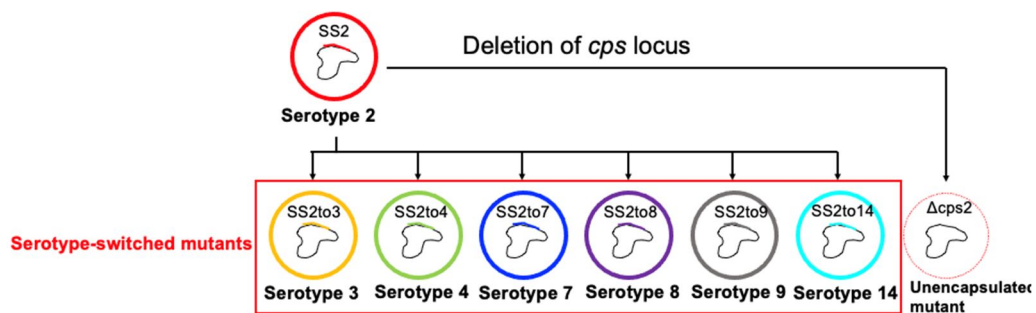 SS2
Deletion of cps locus
Serotype 2
SS2to3 SS2to4 SS2to7 SS2to8 SS2to9 SS2to14 Δcps2
Serotype-switched mutants
Serotype 3 Serotype 4 Serotype 7 Serotype 8 Serotype 9 Serotype 14 Unencapsulated
mutant